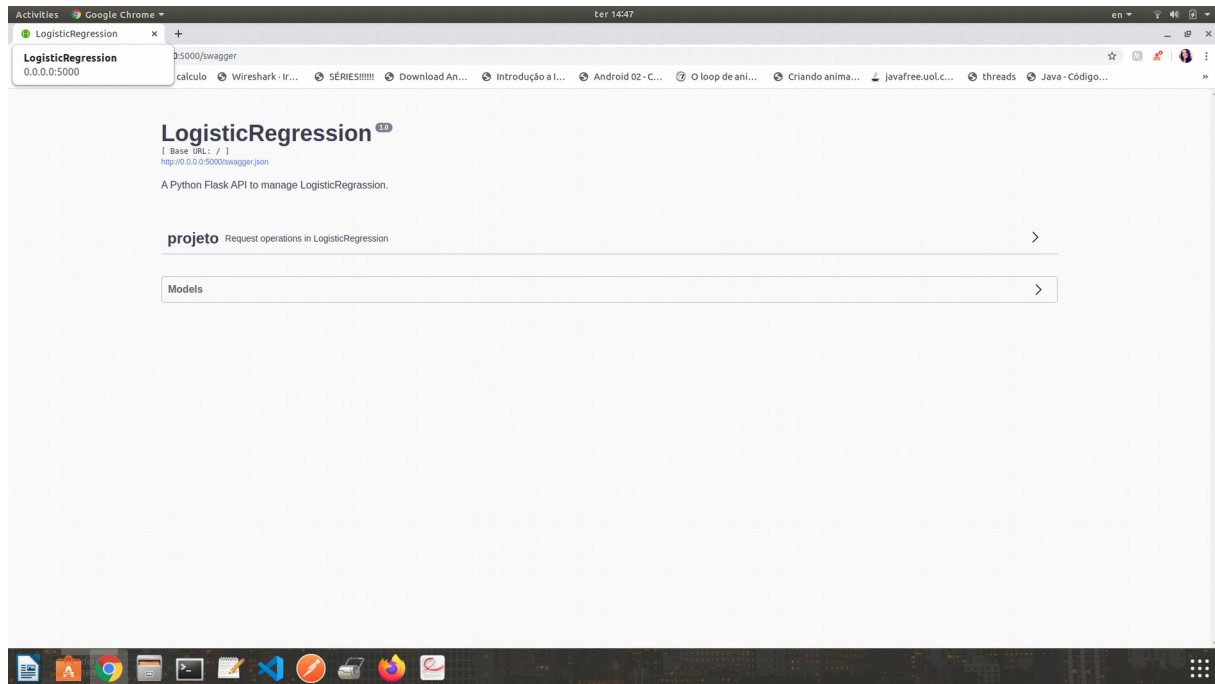 Activities Google Chrome ter 14:47 en
LogisticRegression × +
LogisticRegression
0.0.0.0:5000
0:5000/swagger
calculo Wireshark · Ir... SÉRIES!!!!!! Download An... Introdução a I... Android 02 - C... O loop de ani... Criando anima... javafree.uol.c... threads Java - Código... »
LogisticRegression 1.0
[ Base URL: / ]
http://0.0.0.0:5000/swagger.json
A Python Flask API to manage LogisticRegrassion.
projeto Request operations in LogisticRegression
Models